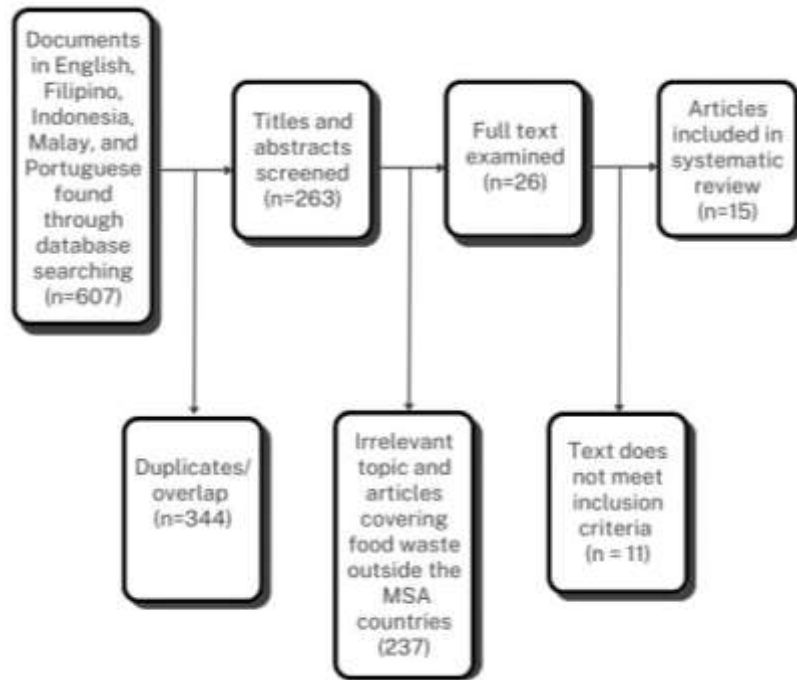 Documents
in English,
Filipino,
Indonesia,
Malay, and
Portuguese
found
through
database
searching
(n=607)
Titles and
abstracts
screened
(n=263)
Full text
examined
(n=26)
Articles
included in
systematic
review
(n=15)
Duplicates/
overlap
(n=344)
Irrelevant
topic and
articles
covering
food waste
outside the
MSA
countries
(237)
Text does
not meet
inclusion
criteria
(n = 11)